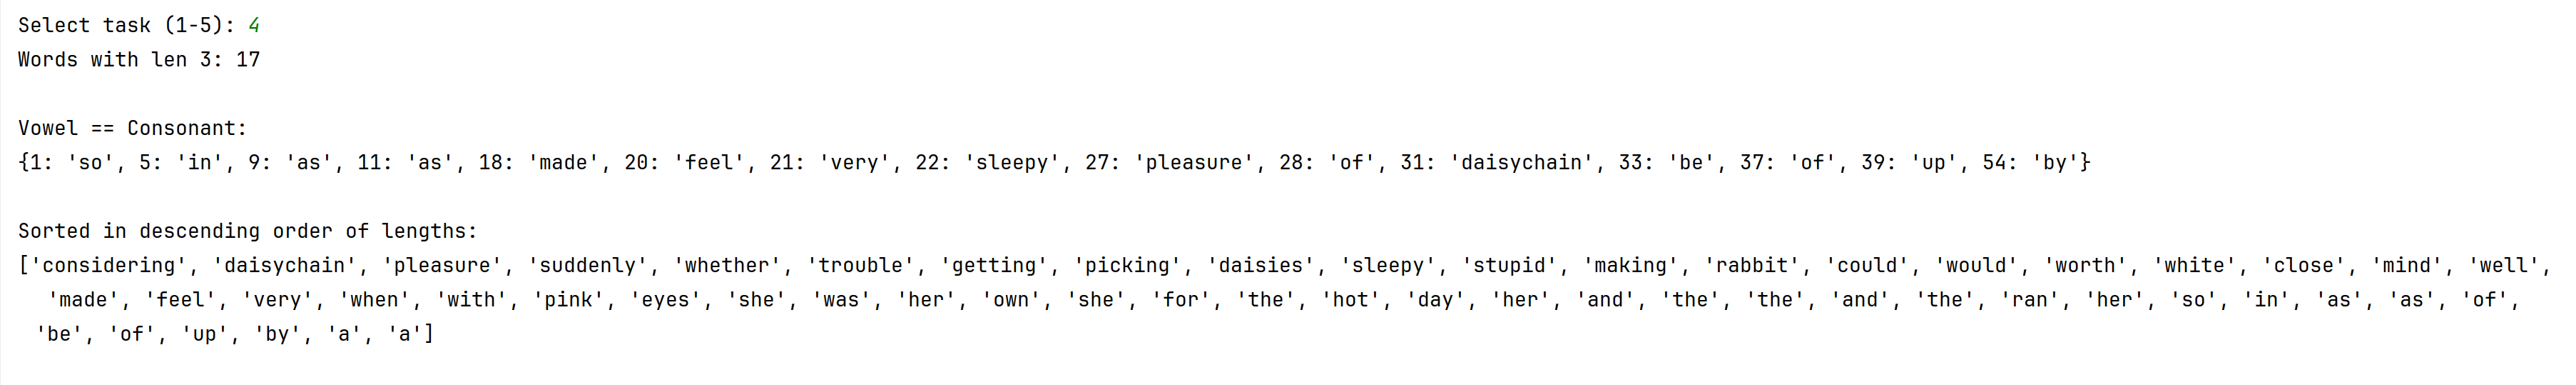 Select task (1-5): 4
Words with len 3: 17
Vowel == Consonant:
{1: 'so', 5: 'in', 9: 'as', 11: 'as', 18: 'made', 20: 'feel', 21: 'very', 22: 'sleepy', 27: 'pleasure', 28: 'of', 31: 'daisychain', 33: 'be', 37: 'of', 39: 'up', 54: 'by'}
Sorted in descending order of lengths:
['considering', 'daisychain', 'pleasure', 'suddenly', 'whether', 'trouble', 'getting', 'picking', 'daisies', 'sleepy', 'stupid', 'making', 'rabbit', 'could', 'would', 'worth', 'white', 'close', 'mind', 'well',
'made', 'feel', 'very', 'when', 'with', 'pink', 'eyes', 'she', 'was', 'her', 'own', 'she', 'for', 'the', 'hot', 'day', 'her', 'and', 'the', 'the', 'and', 'the', 'ran', 'her', 'so', 'in', 'as', 'as', 'of',
'be', 'of', 'up', 'by', 'a', 'a']